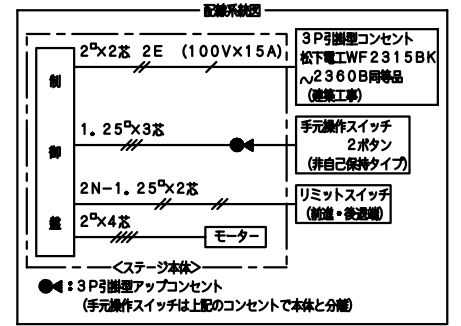 配線系統図
2□×2芯 2E (100V×15A)
3P引掛型コンセント
松下電工WF2315BK
～2360B同等品
(建築工事)
制
御
盤
1.25□×3芯
手元操作スイッチ
2ボタン
(非自己保持タイプ)
2N-1.25□×2芯
リミットスイッチ
(前進・後退端)
2□×4芯
モーター
<ステージ本体>
:3P引掛型アップコンセント
(手元操作スイッチは上記のコンセントで本体と分離)